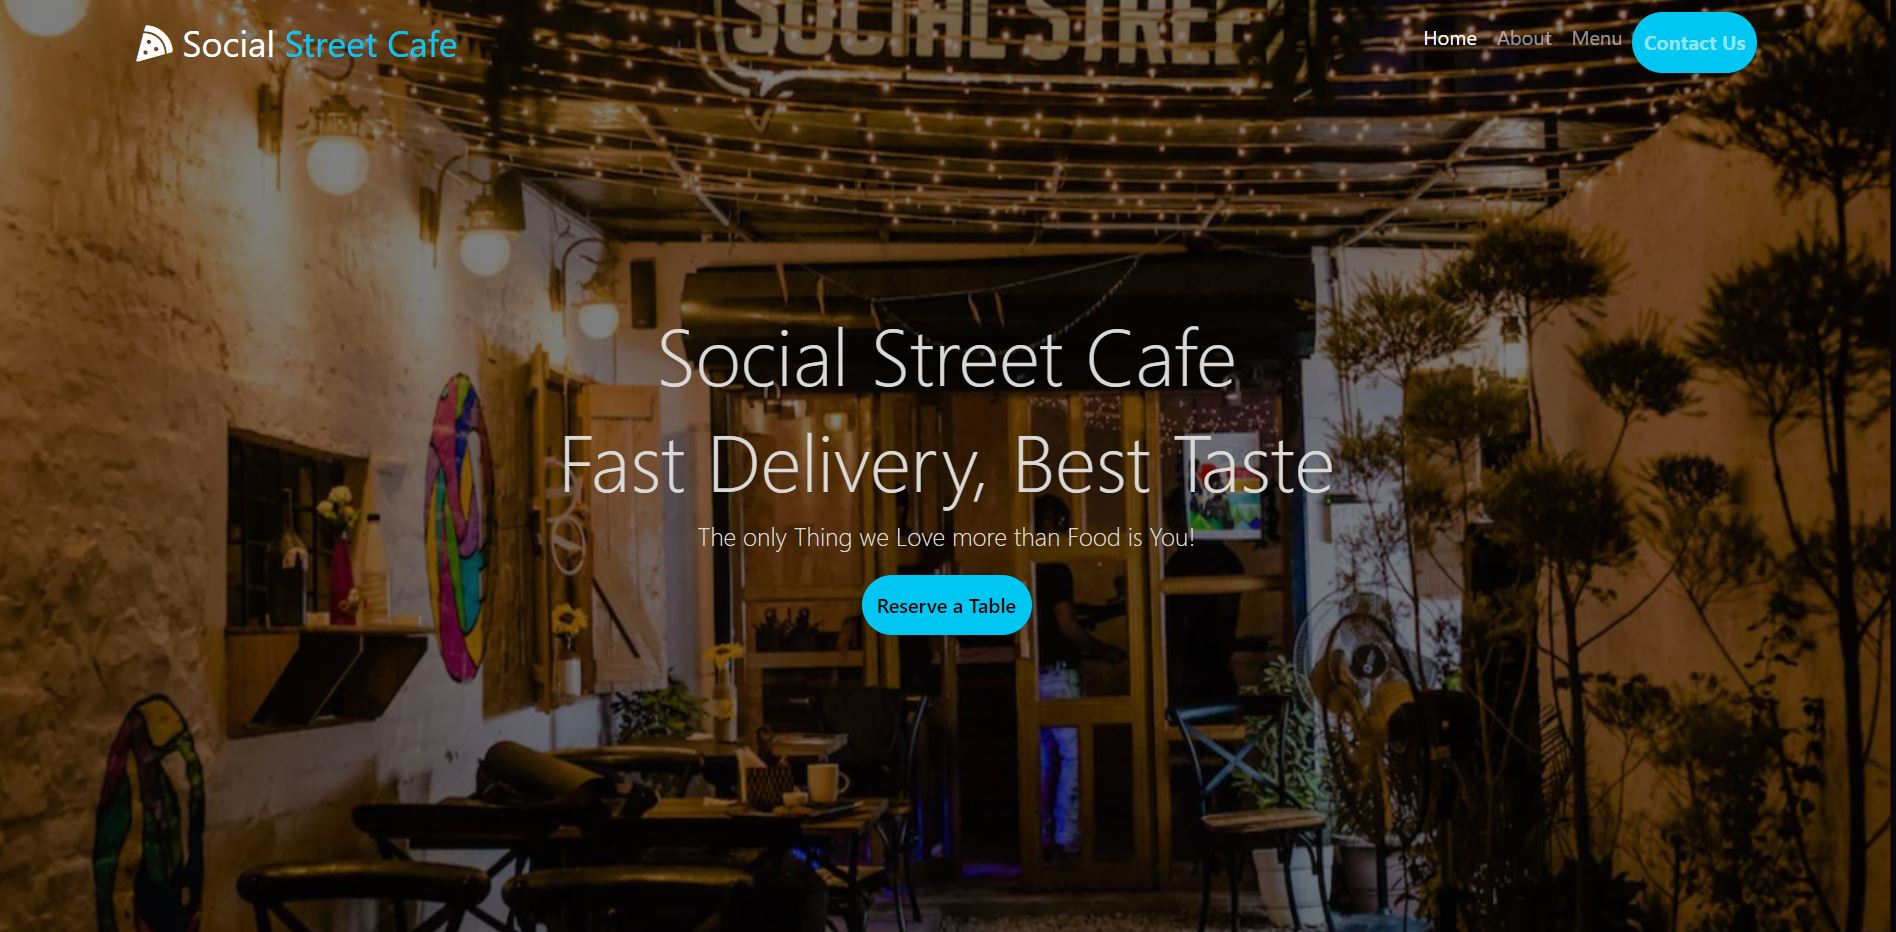 SOCIAL STREE
Social Street Cafe
Home About Menu Contact Us
Social Street Cafe
Fast Delivery, Best Taste
The only Thing we Love more than Food is You!
Reserve a Table